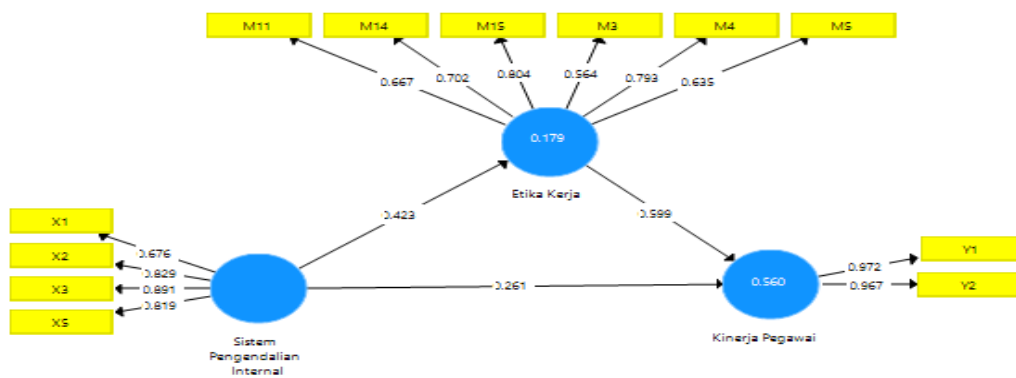 M11
M14
M15
M3
M4
M5
0.667
0.702
0.804
0.564
0.793
0.635
0.179
Etika Kerja
0.423
0.599
X1
X2
X3
X5
0.676
0.829
0.891
0.819
0.261
0.560
0.972
0.967
Y1
Y2
Kinerja Pegawai
Sistem
Pengendalian
Internal